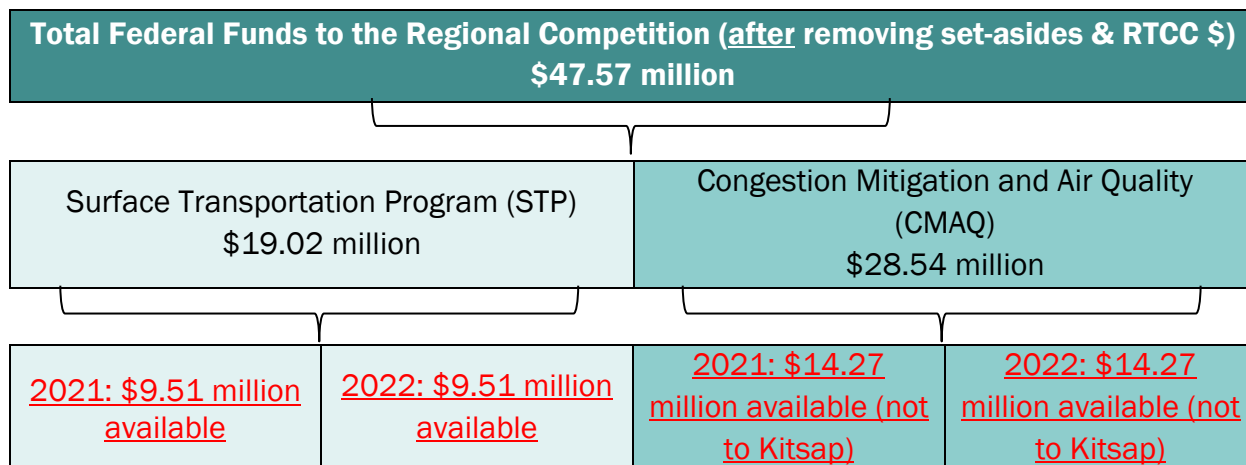 Total Federal Funds to the Regional Competition (after removing set-asides & RTCC $)
$47.57 million
Surface Transportation Program (STP)
$19.02 million
Congestion Mitigation and Air Quality
(CMAQ)
$28.54 million
2021: $9.51 million
available
2022: $9.51 million
available
2021: $14.27
million available (not
to Kitsap)
2022: $14.27
million available (not
to Kitsap)